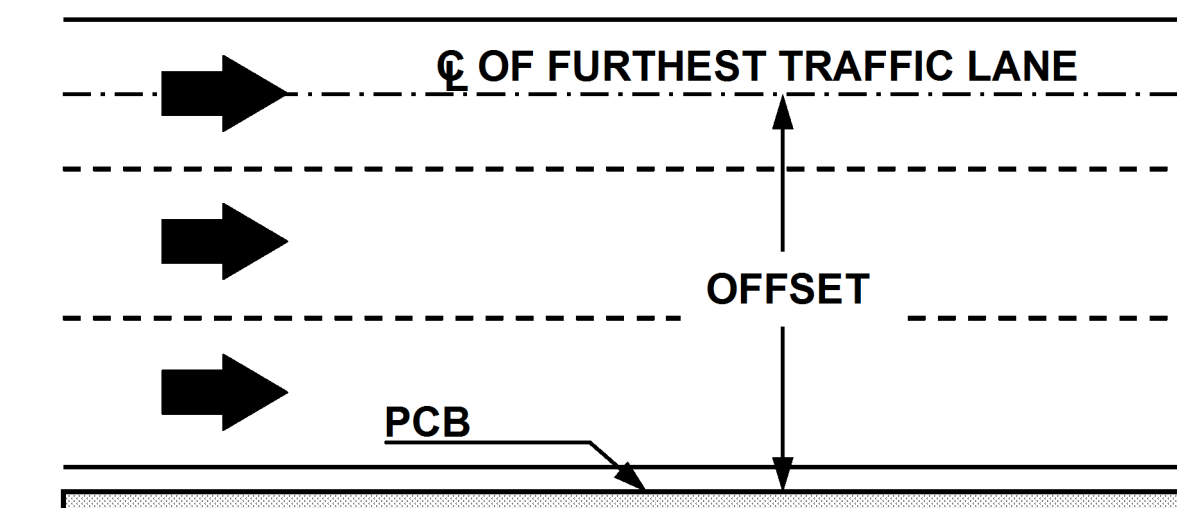 ℄ OF FURTHEST TRAFFIC LANE
OFFSET
PCB